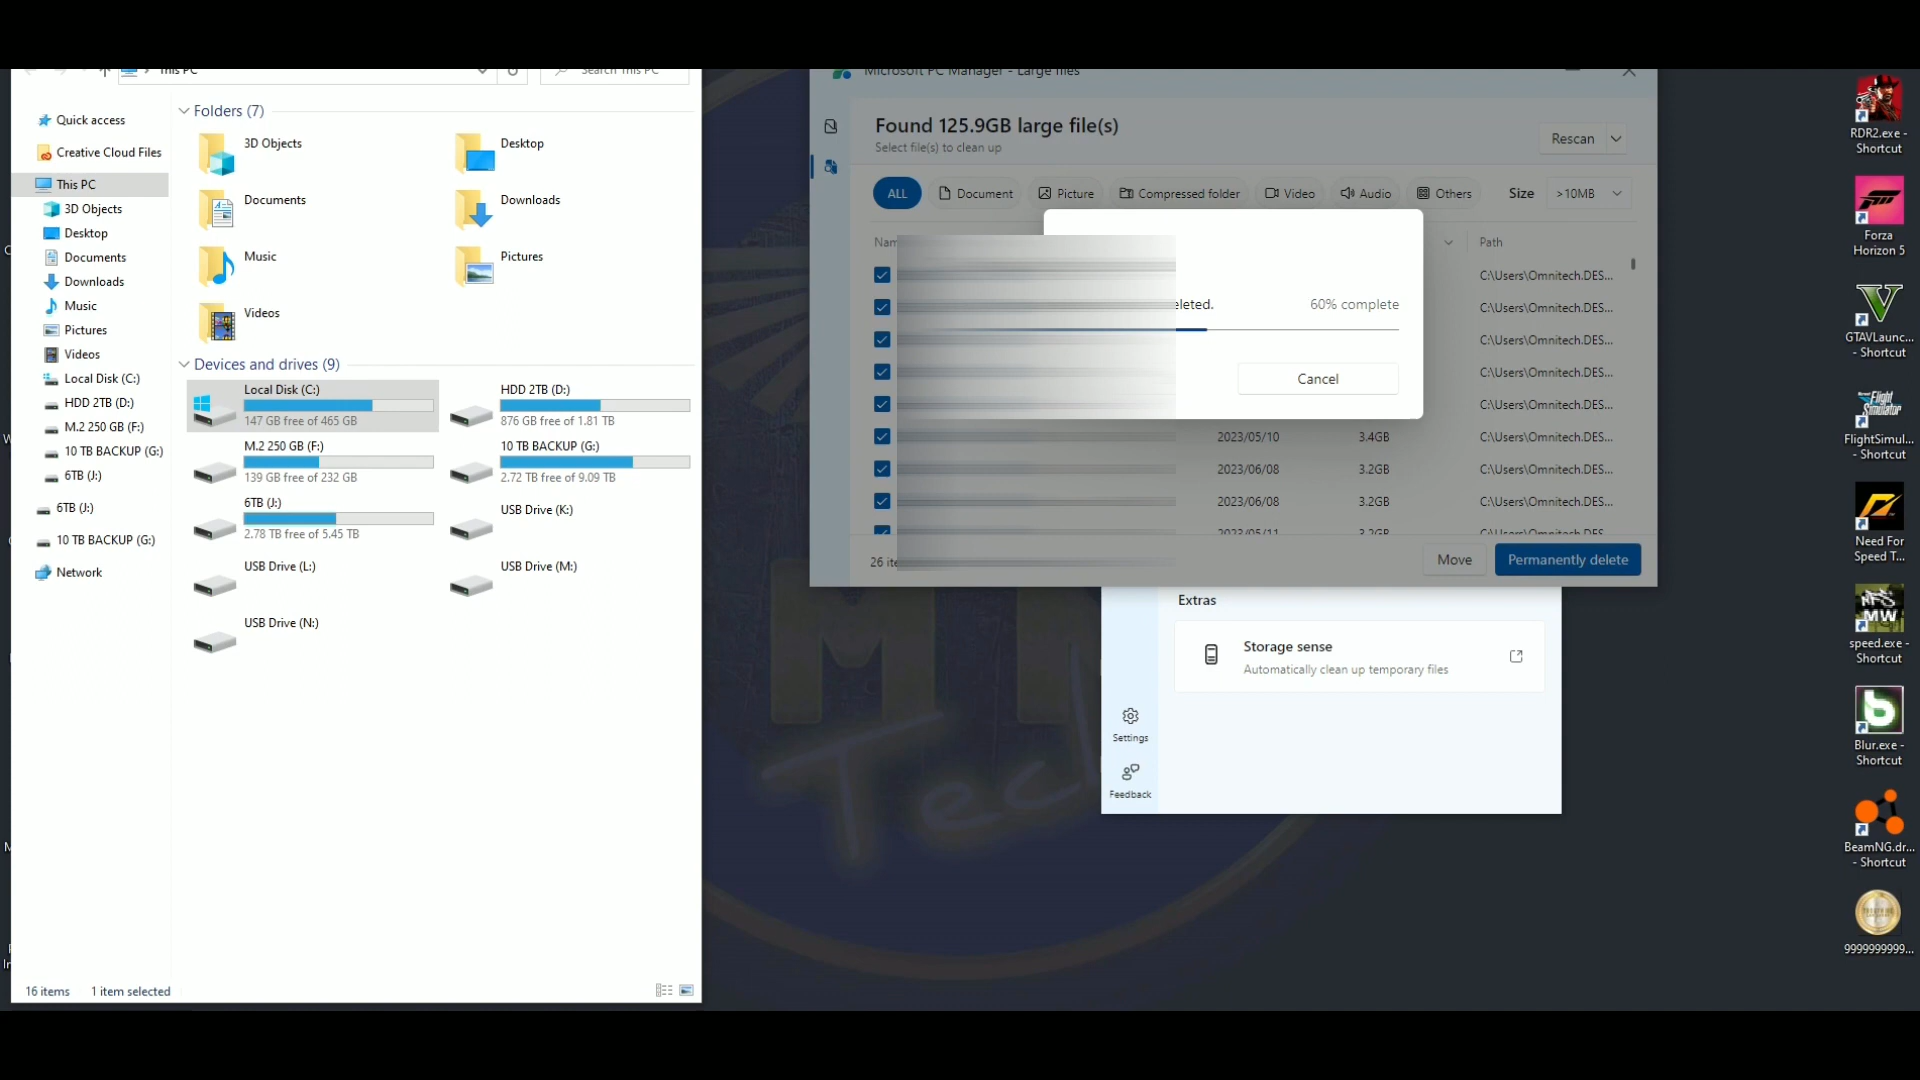 This PC
Search This PC
Quick access
Creative Cloud Files
This PC
3D Objects
Desktop
Documents
Downloads
Music
Pictures
Videos
Local Disk (C:)
HDD 2TB (D:)
M.2 250 GB (F:)
10 TB BACKUP (G:)
6TB (J:)
6TB (J:)
10 TB BACKUP (G:)
Network
Folders (7)
3D Objects
Desktop
Documents
Downloads
Music
Pictures
Videos
Devices and drives (9)
Local Disk (C:)
147 GB free of 465 GB
HDD 2TB (D:)
876 GB free of 1.81 TB
M.2 250 GB (F:)
139 GB free of 232 GB
10 TB BACKUP (G:)
2.72 TB free of 9.09 TB
6TB (J:)
2.78 TB free of 5.45 TB
USB Drive (K:)
USB Drive (L:)
USB Drive (M:)
USB Drive (N:)
16 items
1 item selected
Microsoft PC Manager - Large files
Found 125.9GB large file(s)
Select file(s) to clean up
Rescan
ALL
Document
Picture
Compressed folder
Video
Audio
Others
Size
>10MB
Path
C:\Users\Omnitech.DES...
C:\Users\Omnitech.DES...
60% complete
C:\Users\Omnitech.DES...
C:\Users\Omnitech.DES...
Cancel
C:\Users\Omnitech.DES...
2023/05/10
3.4GB
C:\Users\Omnitech.DES...
2023/06/08
3.2GB
C:\Users\Omnitech.DES...
2023/06/08
3.2GB
C:\Users\Omnitech.DES...
2023/05/11
3.2GB
C:\Users\Omnitech.DES...
26
Move
Permanently delete
Extras
Storage sense
Automatically clean up temporary files
Settings
Feedback
Tech
RDR2.exe -
Shortcut
Forza
Horizon 5
GTAVLaunc...
- Shortcut
FlightSimul...
- Shortcut
Need For
Speed T...
speed.exe -
Shortcut
Blur.exe -
Shortcut
BeamNG.dr...
- Shortcut
9999999999...